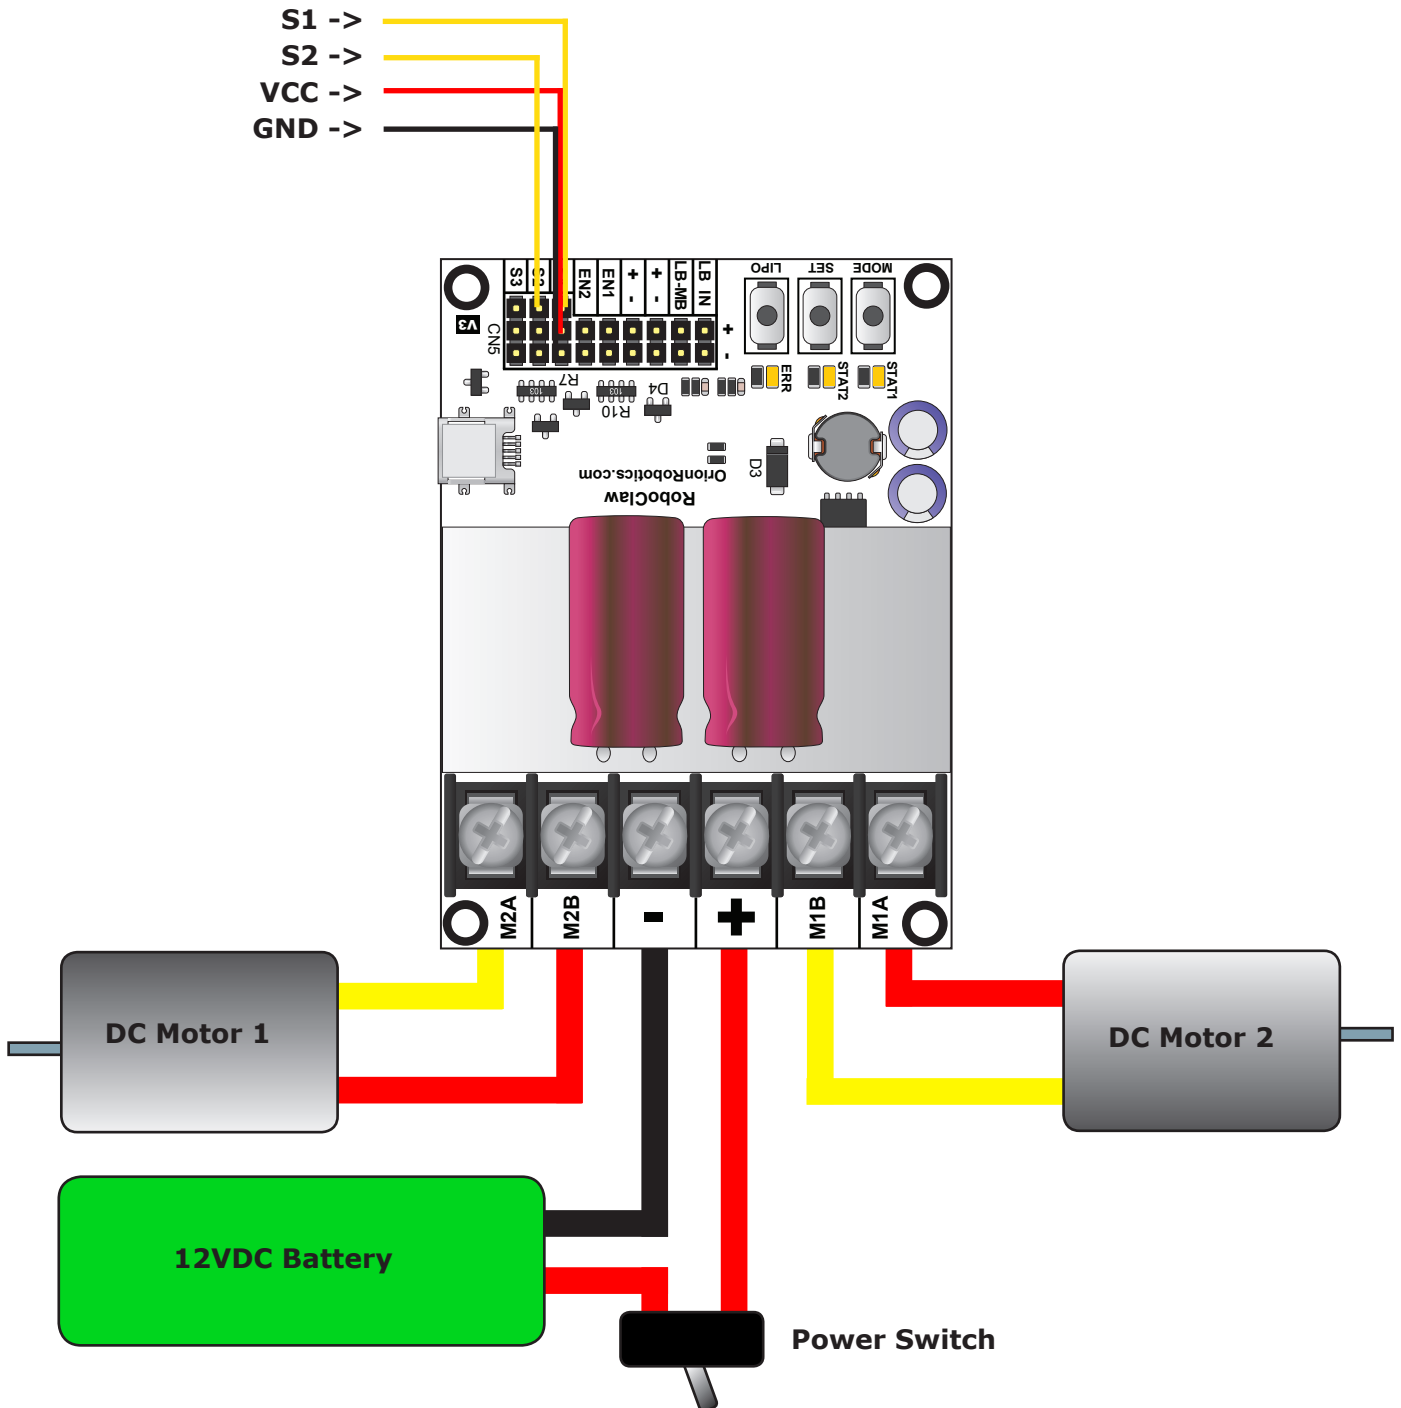 S1 ->
S2 ->
VCC ->
GND ->
S3
EN2
EN1
+ -
+ -
LB-MB
LB IN
LIPO
SET
MODE
V3
CN5
+
-
R7
103
103
R10
D4
ERR
STAT2
STAT1
D3
OrionRobotics.com
RoboClaw
M2A
M2B
-
+
M1B
M1A
DC Motor 1
DC Motor 2
12VDC Battery
Power Switch